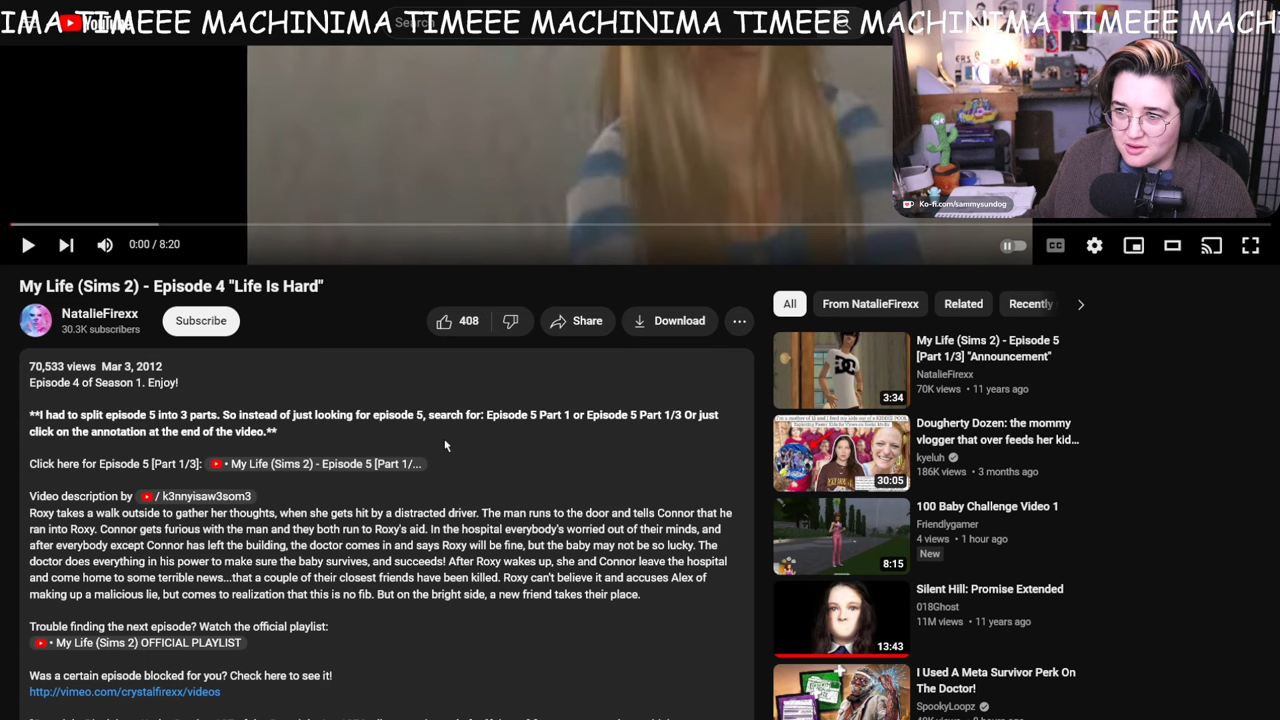 IMA TIMEEE MACHINIMA TIMEEE MACHINIMA TIMEEE MACHINIMA TIMEEE MACH
YouTube
Search
Ko-fi.com/sammysundog
0:00 / 8:20
CC
My Life (Sims 2) - Episode 4 "Life Is Hard"
NatalieFirexx
30.3K subscribers
Subscribe
408
Share
Download
70,533 views Mar 3, 2012
Episode 4 of Season 1. Enjoy!
**I had to split episode 5 into 3 parts. So instead of just looking for episode 5, search for: Episode 5 Part 1 or Episode 5 Part 1/3 Or just
click on the link at the end of the video.**
Click here for Episode 5 [Part 1/3]: • My Life (Sims 2) - Episode 5 [Part 1/...
Video description by / k3nnyisaw3som3
Roxy takes a walk outside to gather her thoughts, when she gets hit by a distracted driver. The man runs to the door and tells Connor that he
ran into Roxy. Connor gets furious with the man and they both run to Roxy's aid. In the hospital everybody's worried out of their minds, and
after everybody except Connor has left the building, the doctor comes in and says Roxy will be fine, but the baby may not be so lucky. The
doctor does everything in his power to make sure the baby survives, and succeeds! After Roxy wakes up, she and Connor leave the hospital
and come home to some terrible news...that a couple of their closest friends have been killed. Roxy can't believe it and accuses Alex of
making up a malicious lie, but comes to realization that this is no fib. But on the bright side, a new friend takes their place.
Trouble finding the next episode? Watch the official playlist:
• My Life (Sims 2) OFFICIAL PLAYLIST
Was a certain episode blocked for you? Check here to see it!
http://vimeo.com/crystalfirexx/videos
All
From NatalieFirexx
Related
Recently
3:34
My Life (Sims 2) - Episode 5
[Part 1/3] "Announcement"
NatalieFirexx
70K views • 11 years ago
30:05
Dougherty Dozen: the mommy
vlogger that over feeds her kid...
kyeluh
186K views • 3 months ago
8:15
100 Baby Challenge Video 1
Friendlygamer
4 views • 1 hour ago
New
13:43
Silent Hill: Promise Extended
018Ghost
11M views • 11 years ago
I Used A Meta Survivor Perk On
The Doctor!
SpookyLoopz